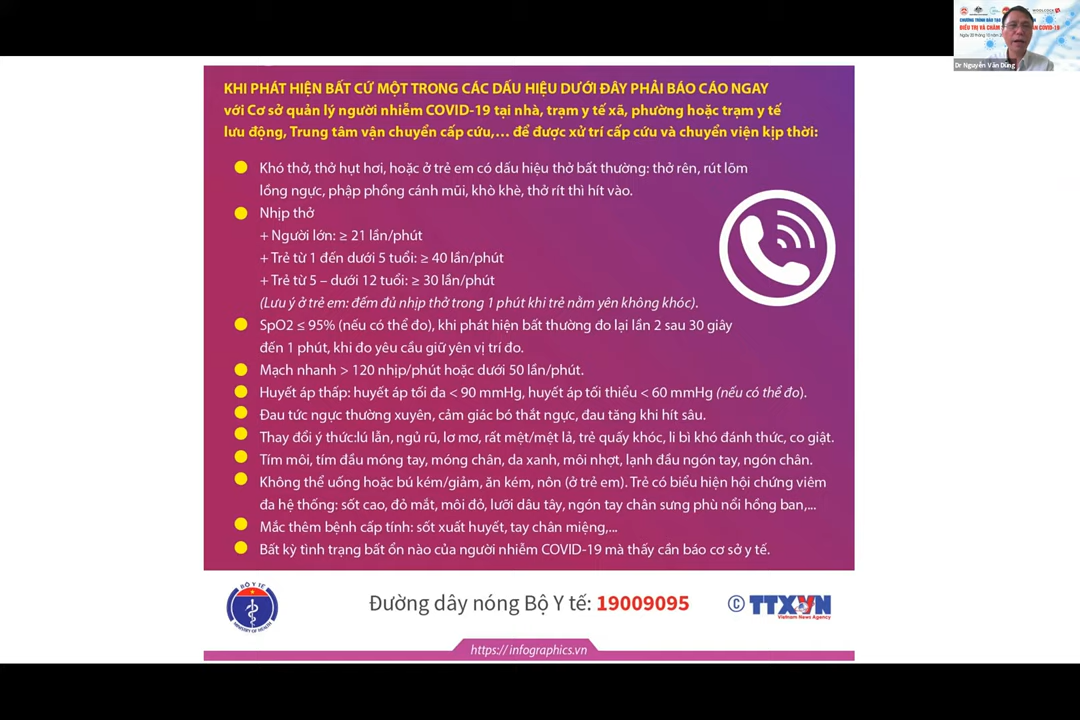 CHƯƠNG TRÌNH ĐÀO TẠO
Dr Nguyễn Văn Dũng
KHI PHÁT HIỆN BẤT CỨ MỘT TRONG CÁC DẤU HIỆU DƯỚI ĐÂY PHẢI BÁO CÁO NGAY
với Cơ sở quản lý người nhiễm COVID-19 tại nhà, trạm y tế xã, phường hoặc trạm y tế
lưu động, Trung tâm vận chuyển cấp cứu,… để được xử trí cấp cứu và chuyển viện kịp thời:
Khó thở, thở hụt hơi, hoặc ở trẻ em có dấu hiệu thở bất thường: thở rên, rút lõm
lồng ngực, phập phồng cánh mũi, khò khè, thở rít thì hít vào.
Nhịp thở
+ Người lớn: ≥ 21 lần/phút
+ Trẻ từ 1 đến dưới 5 tuổi: ≥ 40 lần/phút
+ Trẻ từ 5 – dưới 12 tuổi: ≥ 30 lần/phút
(Lưu ý ở trẻ em: đếm đủ nhịp thở trong 1 phút khi trẻ nằm yên không khóc).
SpO2 ≤ 95% (nếu có thể đo), khi phát hiện bất thường đo lại lần 2 sau 30 giây
đến 1 phút, khi đo yêu cầu giữ yên vị trí đo.
Mạch nhanh > 120 nhịp/phút hoặc dưới 50 lần/phút.
Huyết áp thấp: huyết áp tối đa < 90 mmHg, huyết áp tối thiểu < 60 mmHg (nếu có thể đo).
Đau tức ngực thường xuyên, cảm giác bó thắt ngực, đau tăng khi hít sâu.
Thay đổi ý thức:lú lẫn, ngủ rũ, lơ mơ, rất mệt/mệt lả, trẻ quấy khóc, li bì khó đánh thức, co giật.
Tím môi, tím đầu móng tay, móng chân, da xanh, môi nhợt, lạnh đầu ngón tay, ngón chân.
Không thể uống hoặc bú kém/giảm, ăn kém, nôn (ở trẻ em). Trẻ có biểu hiện hội chứng viêm
đa hệ thống: sốt cao, đỏ mắt, môi đỏ, lưỡi dâu tây, ngón tay chân sưng phù nổi hồng ban,...
Mắc thêm bệnh cấp tính: sốt xuất huyết, tay chân miệng,...
Bất kỳ tình trạng bất ổn nào của người nhiễm COVID-19 mà thấy cần báo cơ sở y tế.
BỘ Y TẾ
MINISTRY OF HEALTH
Đường dây nóng Bộ Y tế: 19009095
© TTXVN
Vietnam News Agency
https://infographics.vn